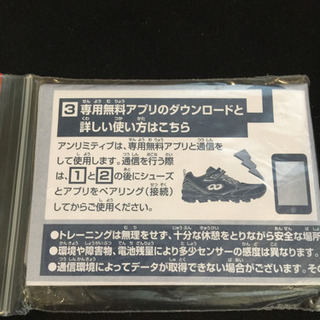 3 専用無料アプリのダウンロードと
詳しい使い方はこちら
アンリミティブは、専用無料アプリと通信を
して使用します。通信を行う際
は、1と2の後にシューズ
とアプリをペアリング(接続)
してからご使用ください。
●トレーニングは無理をせず、十分な休憩をとりながら安全な場所
●環境や障害物、電池残量により多少センサーの感度は異なります。
●通信環境によってデータが取得できない場合がございます。その